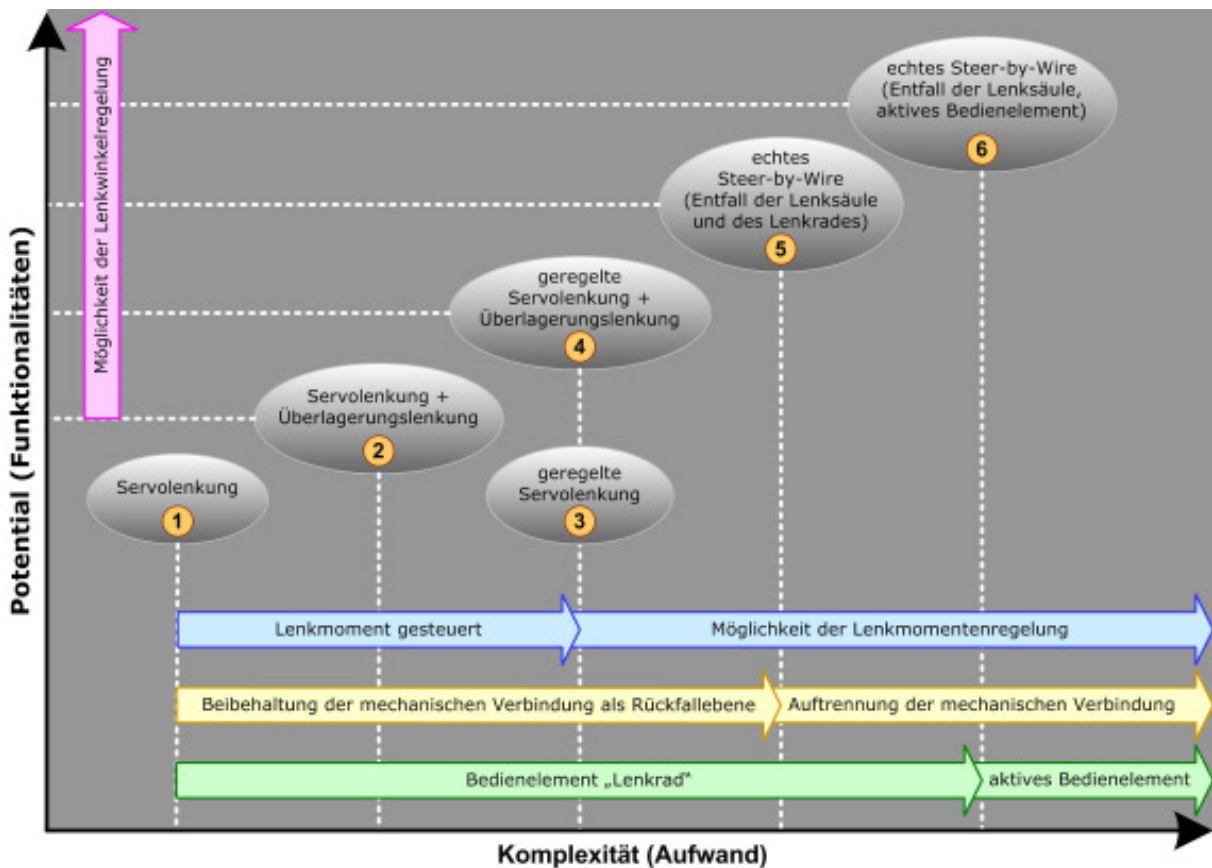 Potential (Funktionalitäten)
Möglichkeit der Lenkwinkelregelung
echtes Steer-by-Wire
(Entfall der Lenksäule,
aktives Bedienelement)
6
echtes
Steer-by-Wire
(Entfall der Lenksäule
und des Lenkrades)
5
geregelte
Servolenkung +
Überlagerungslenkung
4
Servolenkung +
Überlagerungslenkung
2
Servolenkung
1
geregelte
Servolenkung
3
Lenkmoment gesteuert
Möglichkeit der Lenkmomentenregelung
Beibehaltung der mechanischen Verbindung als Rückfallebene
Auftrennung der mechanischen Verbindung
Bedienelement „Lenkrad“
aktives Bedienelement
Komplexität (Aufwand)